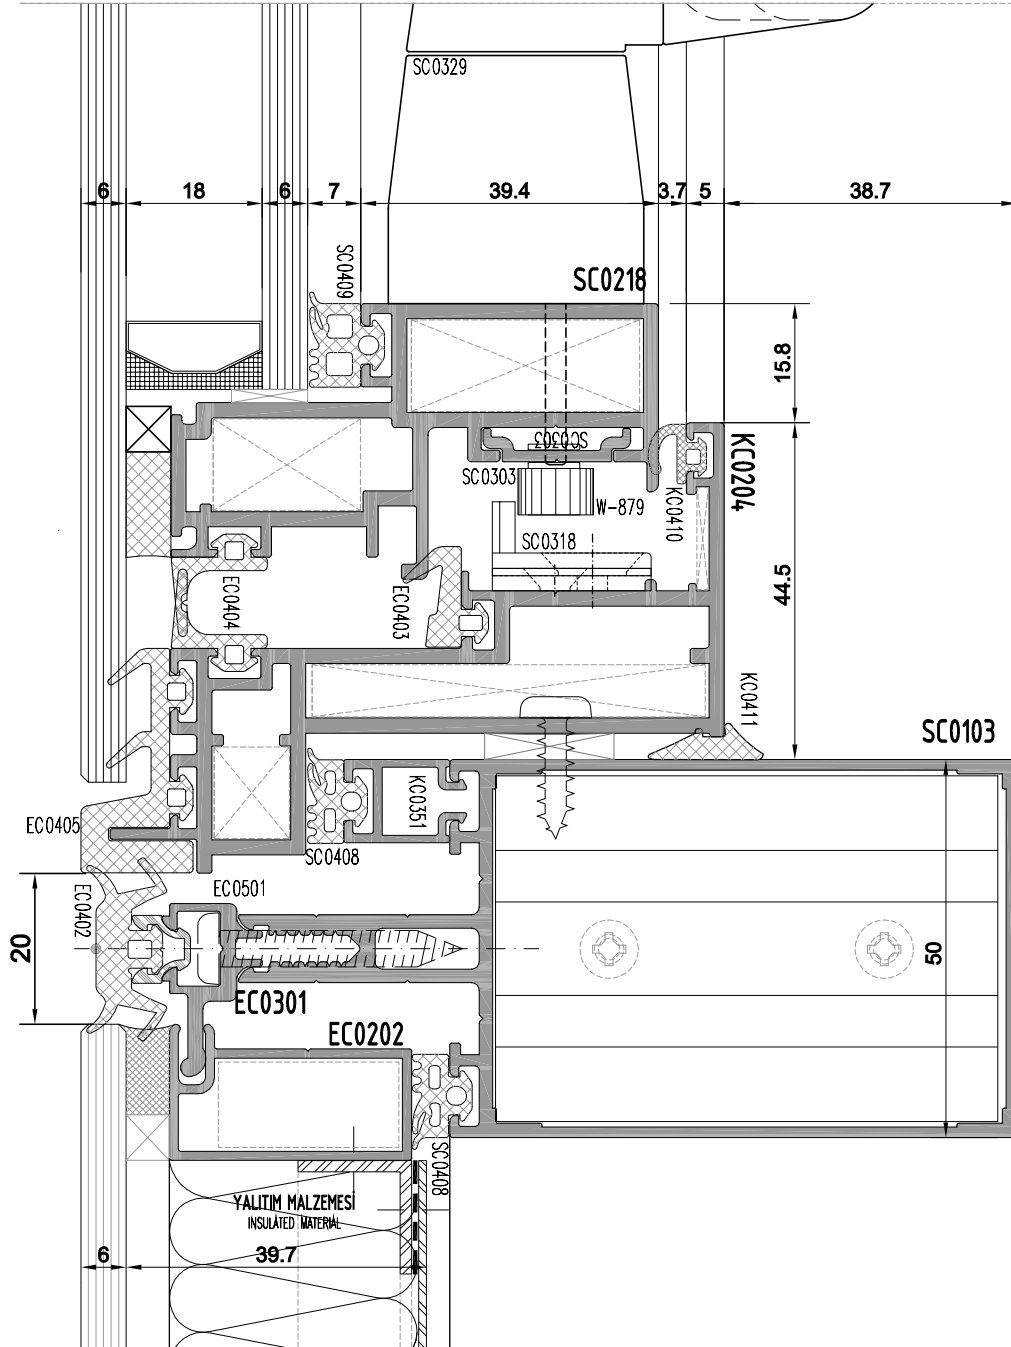 SC0329
6
18
6
7
39.4
3.7
5
38.7
SC0409
SC0218
15.8
SC0303
SC0303
KC0204
W-879
KC0410
SC0318
EC0404
EC0403
44.5
KC0411
SC0103
KC0351
EC0405
SC0408
EC0402
EC0501
20
50
EC0301
EC0202
SC0408
YALITIM MALZEMESİ
INSULATED MATERIAL
6
39.7